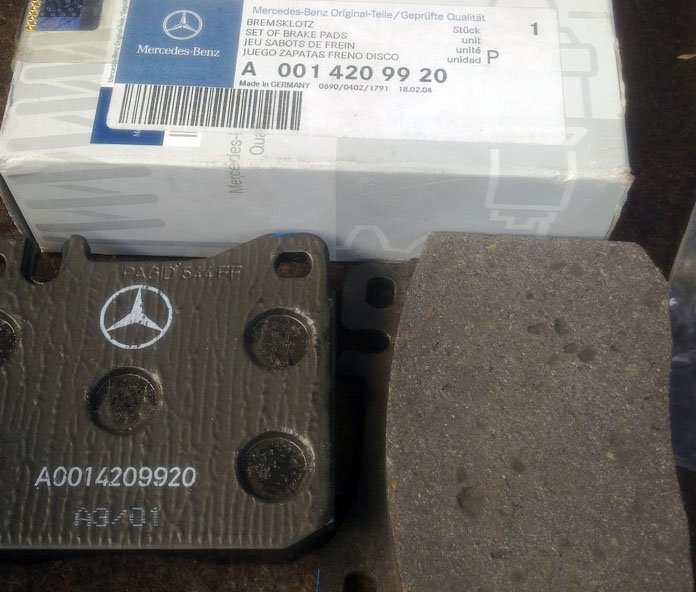 Mercedes-Benz Original-Teile/Geprüfte Qualität
BREMSKLOTZ
SET OF BRAKE PADS
JEU SABOTS DE FREIN
JUEGO ZAPATAS FRENO DISCO
Stück
unit
unité
unidad P
1
Mercedes-Benz
A 001 420 99 20
Made in GERMANY 0690/0402/1791 18.02.04
Mercedes-
PAGID 544 FF
A0014209920
A3/01